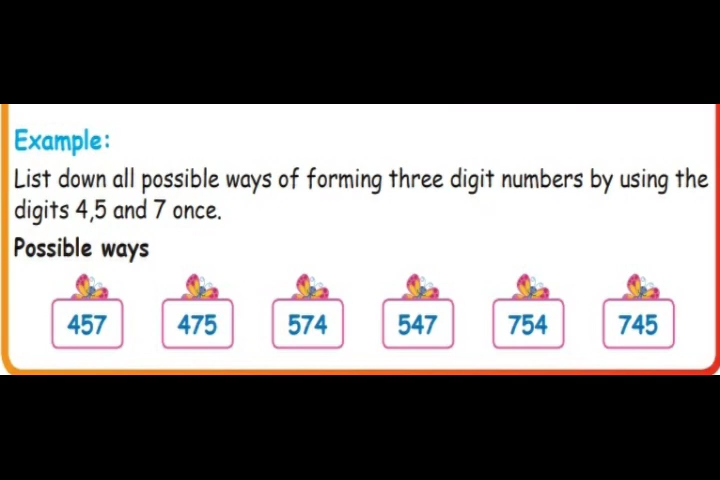 Example:
List down all possible ways of forming three digit numbers by using the
digits 4,5 and 7 once.
Possible ways
457 475 574 547 754 745